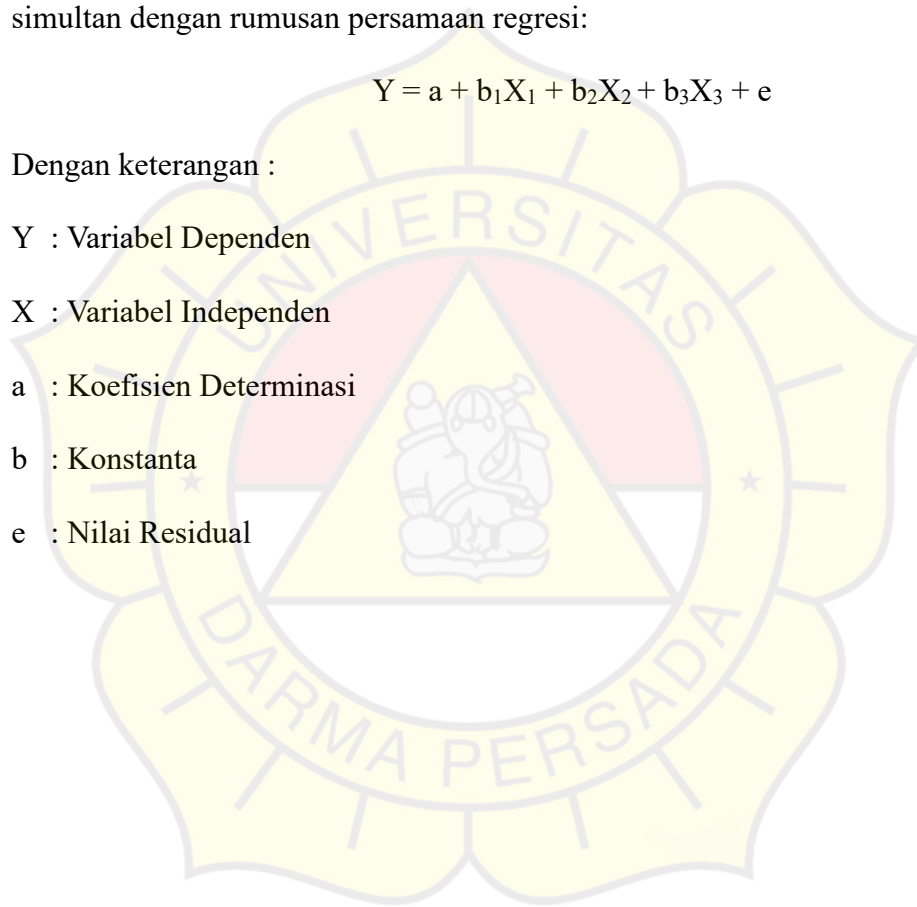 simultan dengan rumusan persamaan regresi:
Y = a + b₁X₁ + b₂X₂ + b₃X₃ + e
Dengan keterangan :
Y : Variabel Dependen
X : Variabel Independen
a : Koefisien Determinasi
b : Konstanta
e : Nilai Residual
UNIVERSITAS
DARMA PERSADA